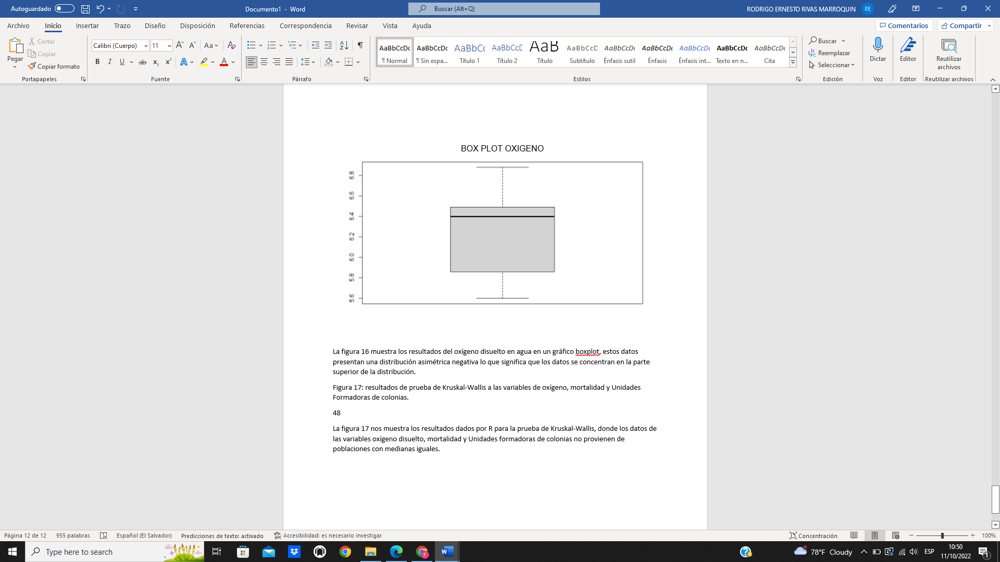 Autoguardado
Documento1 - Word
Buscar (Alt+Q)
RODRIGO ERNESTO RIVAS MARROQUIN
RE
Archivo Inicio Insertar Trazo Diseño Disposición Referencias Correspondencia Revisar Vista Ayuda
Comentarios Compartir
Pegar
Cortar
Copiar
Copiar formato
Portapapeles
Calibri (Cuerpo) 11
Fuente
Párrafo
AaBbCcDc AaBbCcDc AaBbCc AaBbCcD AaB AaBbCcD AaBbCcDc AaBbCcDc AaBbCcDc AaBbCcDc AaBbCcDc
¶ Normal ¶ Sin espa... Título 1 Título 2 Título Subtítulo Énfasis sutil Énfasis Énfasis int... Texto en n... Cita
Estilos
Buscar
Reemplazar
Seleccionar
Edición
Dictar
Voz
Editor
Editor
Reutilizar
archivos
Reutilizar archivos
BOX PLOT OXIGENO
6.8
6.6
6.4
6.2
6.0
5.8
5.6
La figura 16 muestra los resultados del oxígeno disuelto en agua en un gráfico boxplot, estos datos
presentan una distribución asimétrica negativa lo que significa que los datos se concentran en la parte
superior de la distribución.
Figura 17: resultados de prueba de Kruskal-Wallis a las variables de oxígeno, mortalidad y Unidades
Formadoras de colonias.
48
La figura 17 nos muestra los resultados dados por R para la prueba de Kruskal-Wallis, donde los datos de
las variables oxígeno disuelto, mortalidad y Unidades formadoras de colonias no provienen de
poblaciones con medianas iguales.
Página 12 de 12 955 palabras Español (El Salvador) Predicciones de texto: activado Accesibilidad: es necesario investigar
Concentración 100%
Type here to search
78°F Cloudy
ESP
10:50
11/10/2022
1